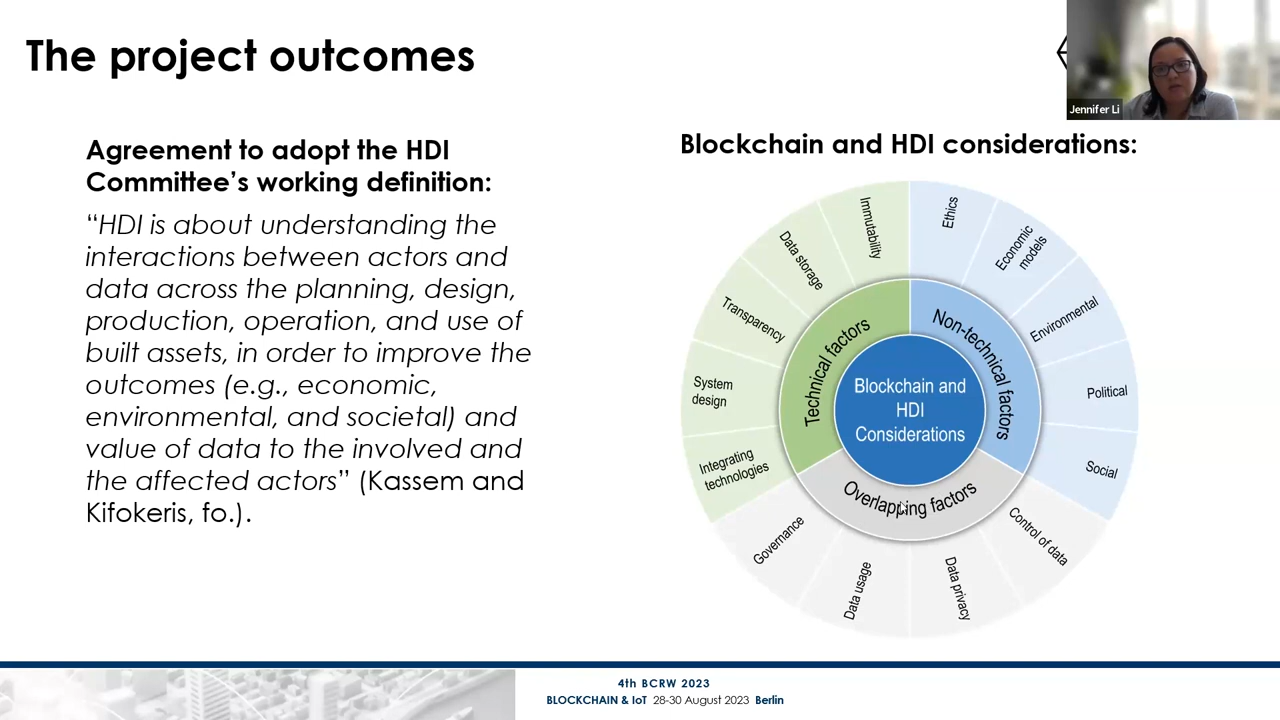 The project outcomes
Jennifer Li
Agreement to adopt the HDI
Committee’s working definition:
“HDI is about understanding the
interactions between actors and
data across the planning, design,
production, operation, and use of
built assets, in order to improve the
outcomes (e.g., economic,
environmental, and societal) and
value of data to the involved and
the affected actors” (Kassem and
Kifokeris, fo.).
Blockchain and HDI considerations:
Blockchain and
HDI
Considerations
Technical factors
Immutability
Data storage
Transparency
System
design
Integrating
technologies
Non-technical factors
Ethics
Economic
models
Environmental
Political
Social
Overlapping factors
Control of data
Data privacy
Data usage
Governance
4th BCRW 2023
BLOCKCHAIN & IoT 28-30 August 2023 Berlin